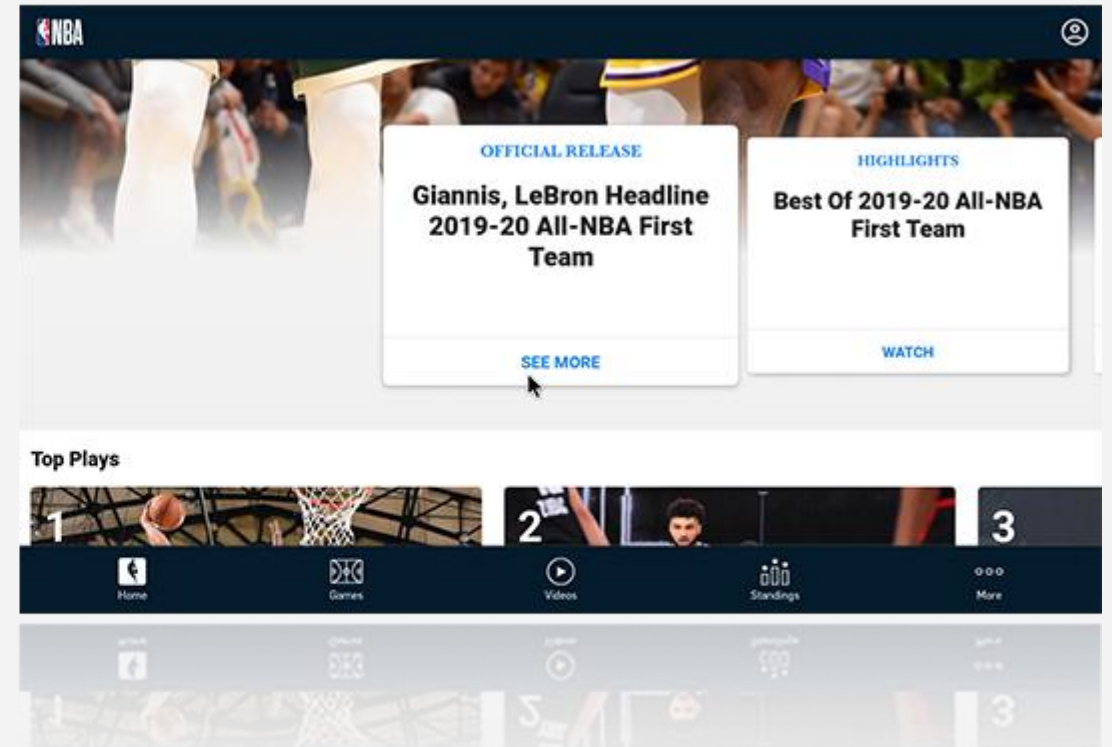 NBA
OFFICIAL RELEASE
Giannis, LeBron Headline
2019-20 All-NBA First
Team
SEE MORE
HIGHLIGHTS
Best Of 2019-20 All-NBA
First Team
WATCH
Top Plays
1
2
3
Home
Games
Videos
Standings
More